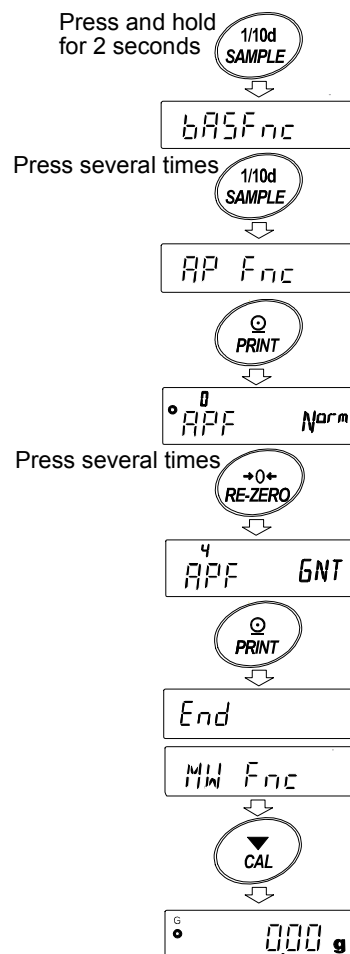 Press and hold
for 2 seconds
1/10d
SAMPLE
bASFnc
Press several times
1/10d
SAMPLE
AP Fnc
PRINT
0
APF Norm
Press several times
→0←
RE-ZERO
4
APF GNT
PRINT
End
MW Fnc
CAL
G
0.00 g